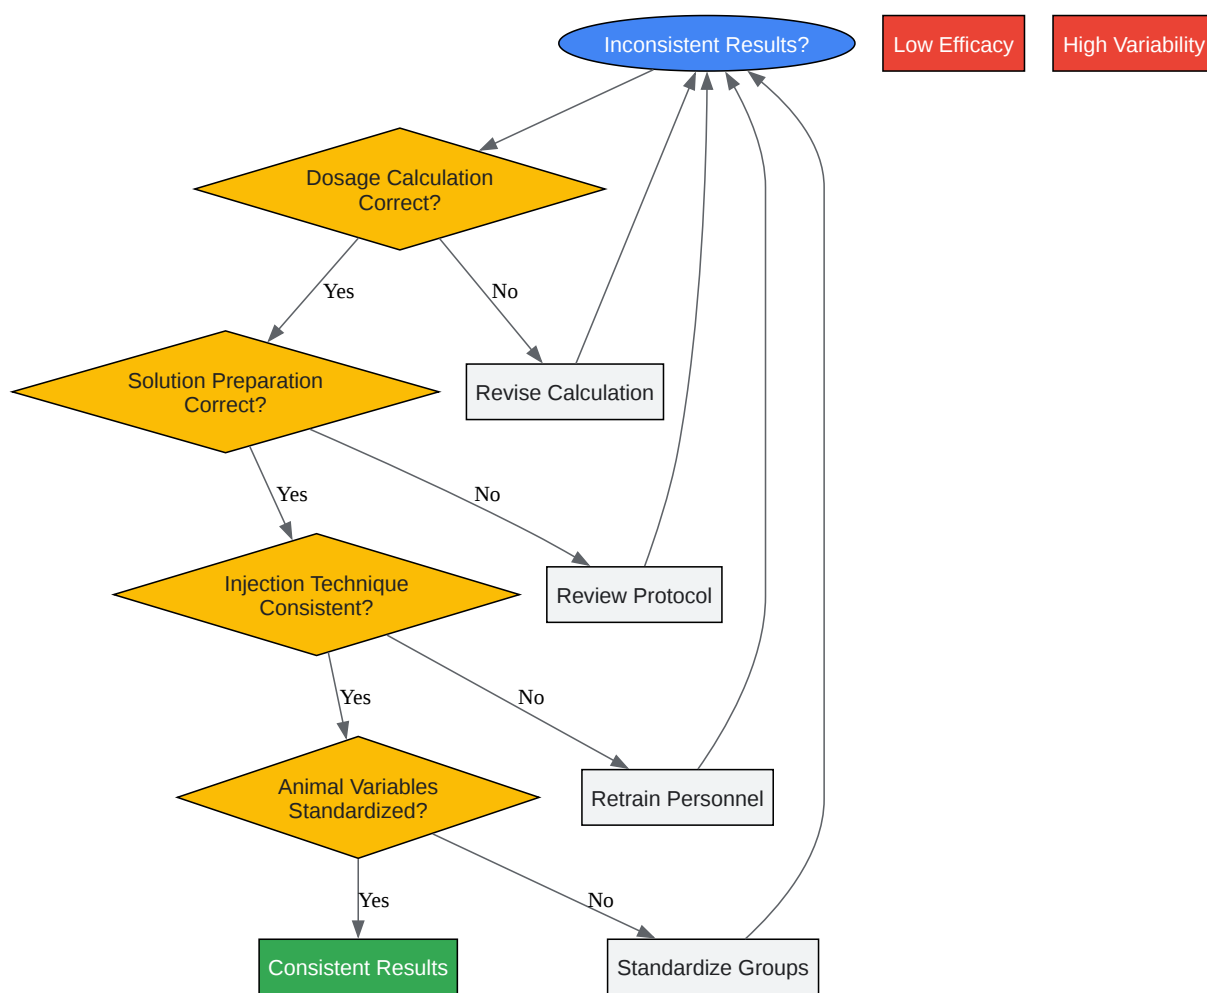 Inconsistent Results?
Low Efficacy
High Variability
Dosage Calculation
Correct?
Yes
No
Solution Preparation
Correct?
Revise Calculation
Yes
No
Injection Technique
Consistent?
Review Protocol
Yes
No
Animal Variables
Standardized?
Retrain Personnel
Yes
No
Consistent Results
Standardize Groups